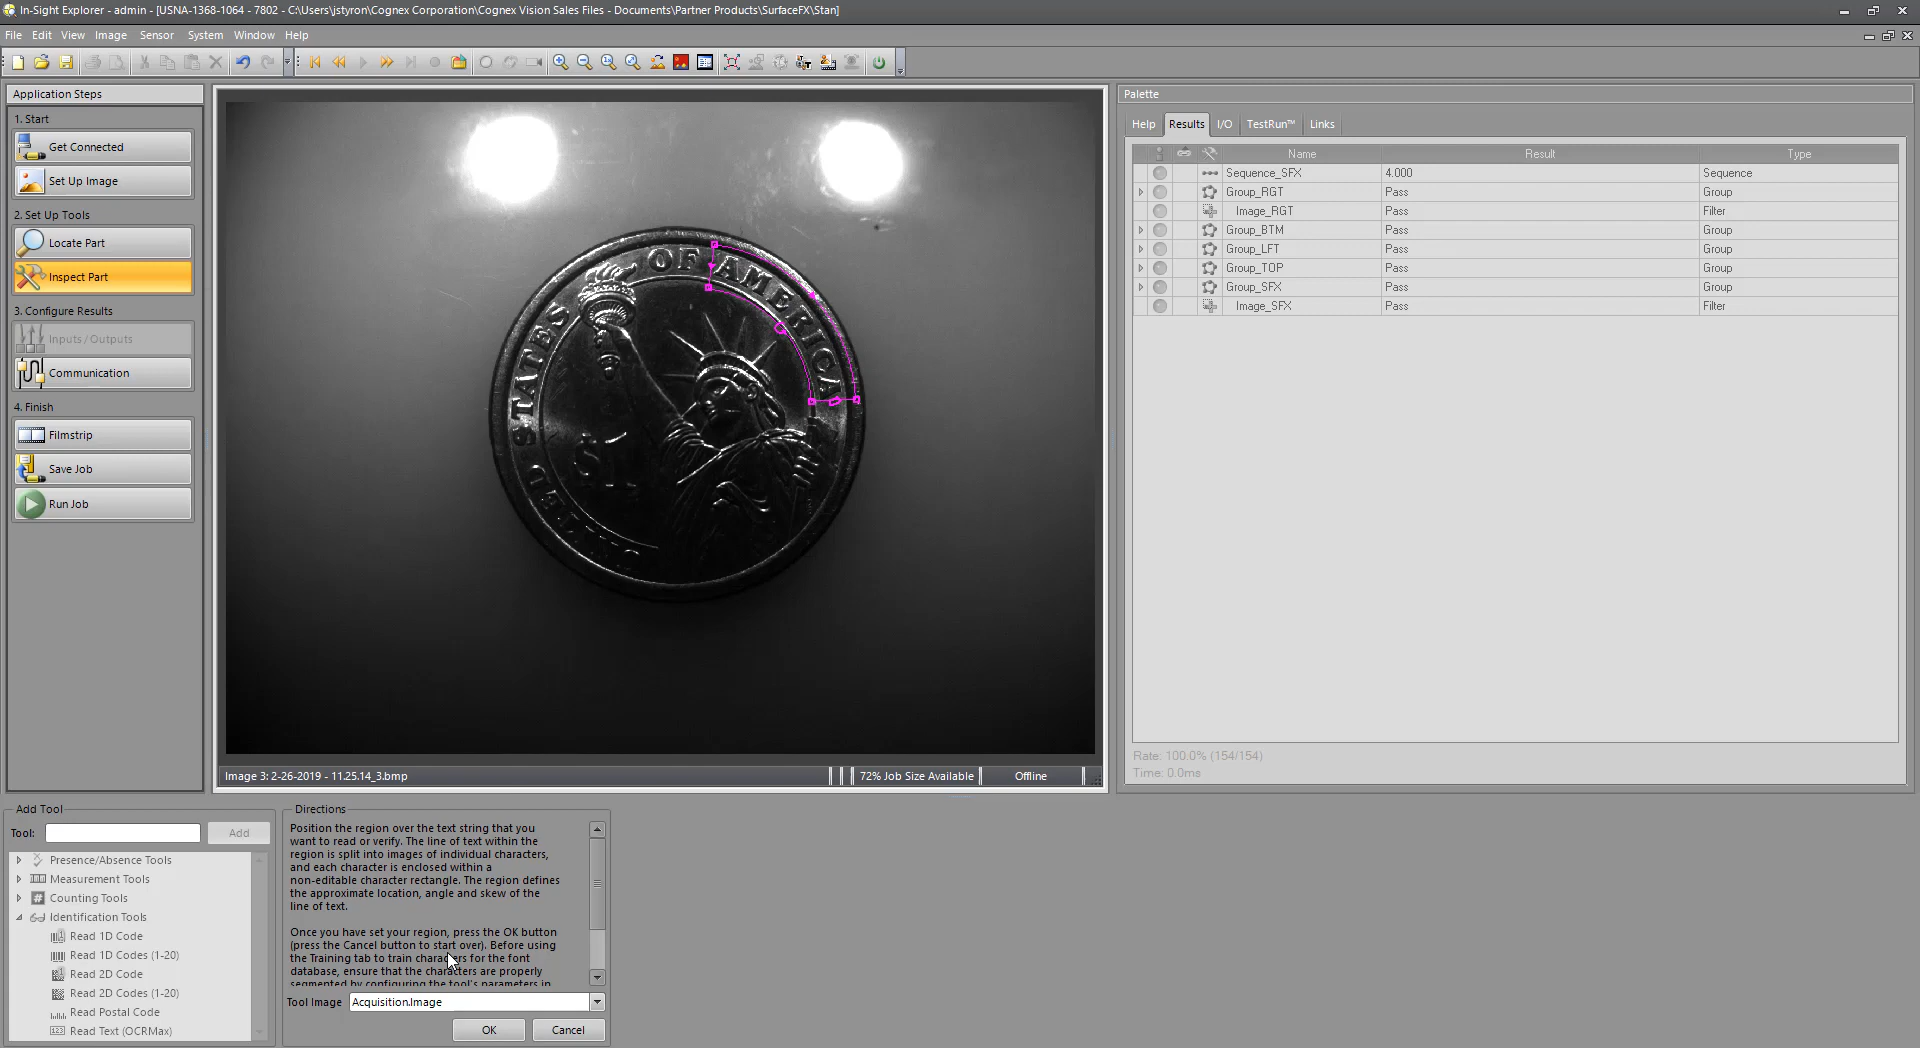 In-Sight Explorer - admin - [USNA-1368-1064 - 7802 - C:\Users\jstyron\Cognex Corporation\Cognex Vision Sales Files - Documents\Partner Products\SurfaceFX\Stan]
File Edit View Image Sensor System Window Help
Application Steps
1. Start
Get Connected
Set Up Image
2. Set Up Tools
Locate Part
Inspect Part
3. Configure Results
Inputs / Outputs
Communication
4. Finish
Filmstrip
Save Job
Run Job
UNITED STATES OF AMERICA
$1
Image 3: 2-26-2019 - 11.25.14_3.bmp
72% Job Size Available
Offline
Palette
Help Results I/O TestRun™ Links
Name Result Type
Sequence_SFX 4.000 Sequence
Group_RGT Pass Group
Image_RGT Pass Filter
Group_BTM Pass Group
Group_LFT Pass Group
Group_TOP Pass Group
Group_SFX Pass Group
Image_SFX Pass Filter
Rate: 100.0% (154/154)
Time: 0.0ms
Add Tool
Tool:
Add
Presence/Absence Tools
Measurement Tools
Counting Tools
Identification Tools
Read 1D Code
Read 1D Codes (1-20)
Read 2D Code
Read 2D Codes (1-20)
Read Postal Code
Read Text (OCRMax)
Directions
Position the region over the text string that you
want to read or verify. The line of text within the
region is split into images of individual characters,
and each character is enclosed within a
non-editable character rectangle. The region defines
the approximate location, angle and skew of the
line of text.
Once you have set your region, press the OK button
(press the Cancel button to start over). Before using
the Training tab to train characters for the font
database, ensure that the characters are properly
segmented by configuring the tool's parameters in
Tool Image
Acquisition.Image
OK
Cancel